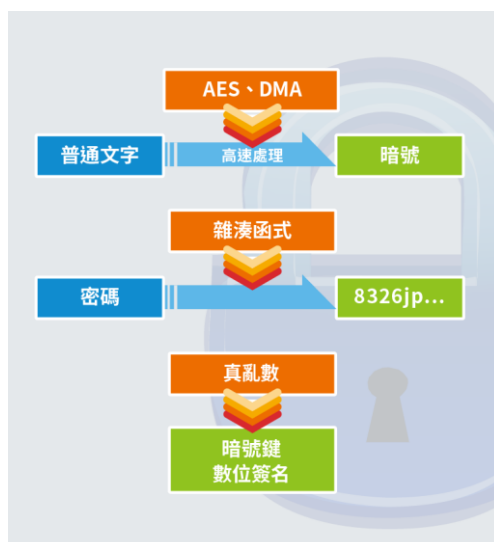 AES、DMA
普通文字
高速處理
暗號
雜湊函式
密碼
8326jp...
真亂數
暗號鍵
數位簽名